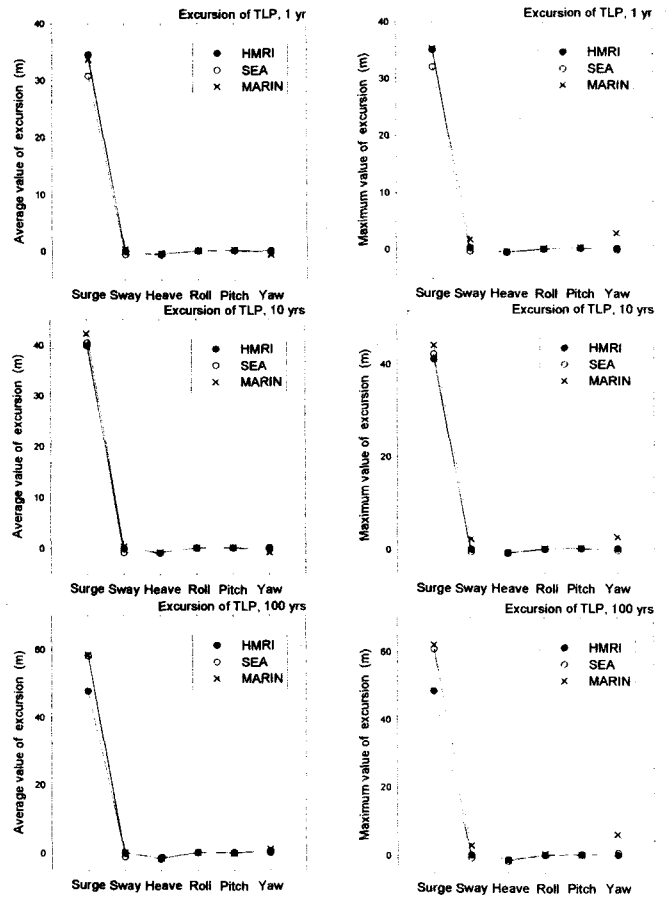 Excursion of TLP, 1 yr
Average value of excursion (m)
40
30
20
10
0
HMRI
SEA
MARIN
Surge Sway Heave Roll Pitch Yaw
Excursion of TLP, 1 yr
Maximum value of excursion (m)
40
30
20
10
0
HMRI
SEA
MARIN
Surge Sway Heave Roll Pitch Yaw
Excursion of TLP, 10 yrs
Average value of excursion (m)
40
30
20
10
0
HMRI
SEA
MARIN
Surge Sway Heave Roll Pitch Yaw
Excursion of TLP, 10 yrs
Maximum value of excursion (m)
40
20
0
HMRI
SEA
MARIN
Surge Sway Heave Roll Pitch Yaw
Excursion of TLP, 100 yrs
Average value of excursion (m)
60
40
20
0
HMRI
SEA
MARIN
Surge Sway Heave Roll Pitch Yaw
Excursion of TLP, 100 yrs
Maximum value of excursion (m)
60
40
20
0
HMRI
SEA
MARIN
Surge Sway Heave Roll Pitch Yaw